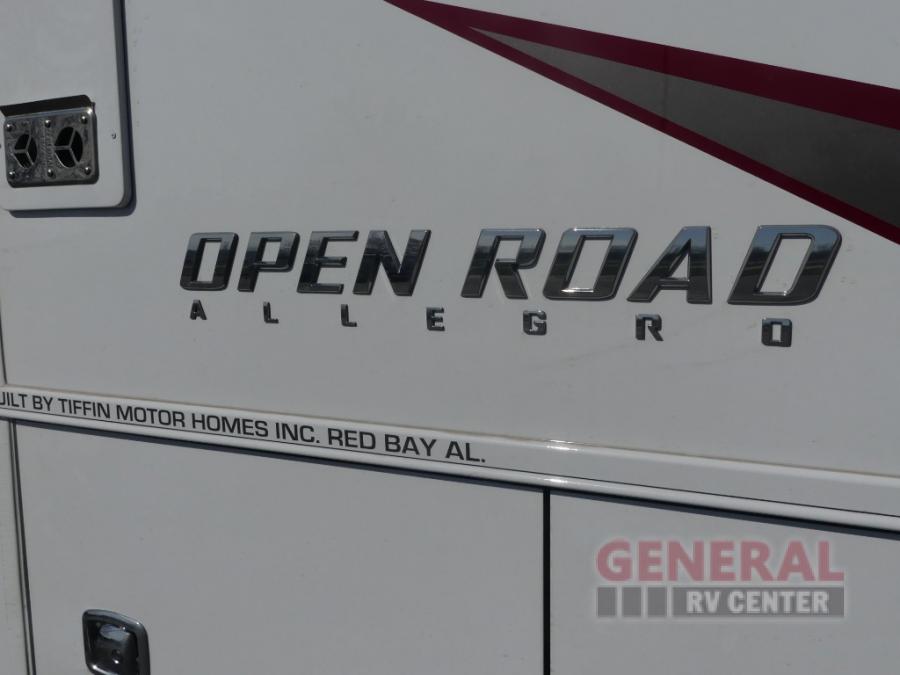 OPEN ROAD
ALLEGRO
UILT BY TIFFIN MOTOR HOMES INC. RED BAY AL.
GENERAL
RV CENTER